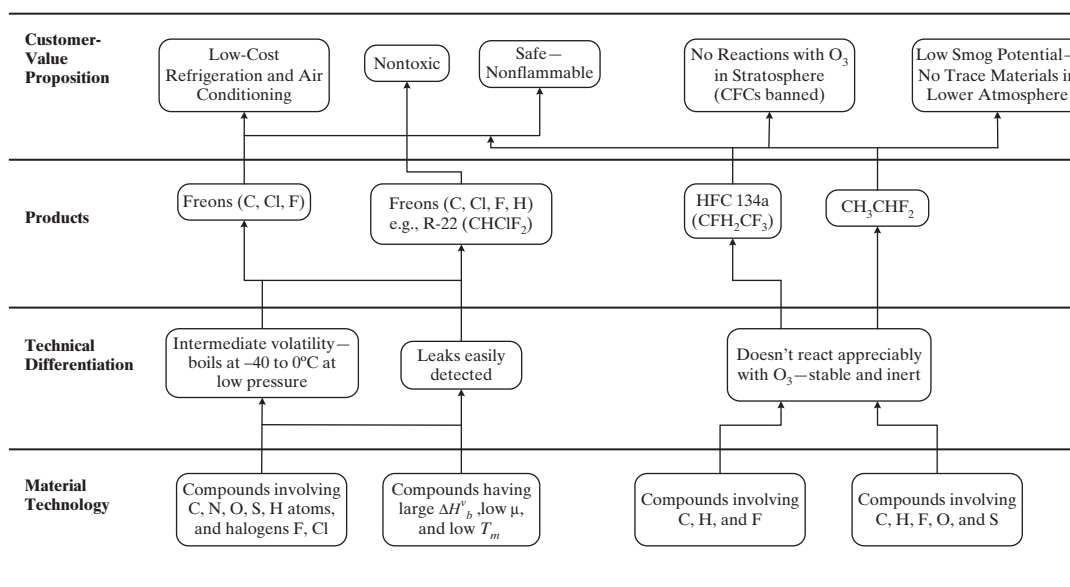 Customer-
Value
Proposition
Low-Cost
Refrigeration and Air
Conditioning
Nontoxic
Safe—
Nonflammable
No Reactions with O3
in Stratosphere
(CFCs banned)
Low Smog Potential–
No Trace Materials in
Lower Atmosphere
Products
Freons (C, Cl, F)
Freons (C, Cl, F, H)
e.g., R-22 (CHClF2)
HFC 134a
(CFH2CF3)
CH3CHF2
Technical
Differentiation
Intermediate volatility—
boils at –40 to 0ºC at
low pressure
Leaks easily
detected
Doesn't react appreciably
with O3—stable and inert
Material
Technology
Compounds involving
C, N, O, S, H atoms,
and halogens F, Cl
Compounds having
large ΔHᵛb ,low μ,
and low Tm
Compounds involving
C, H, and F
Compounds involving
C, H, F, O, and S